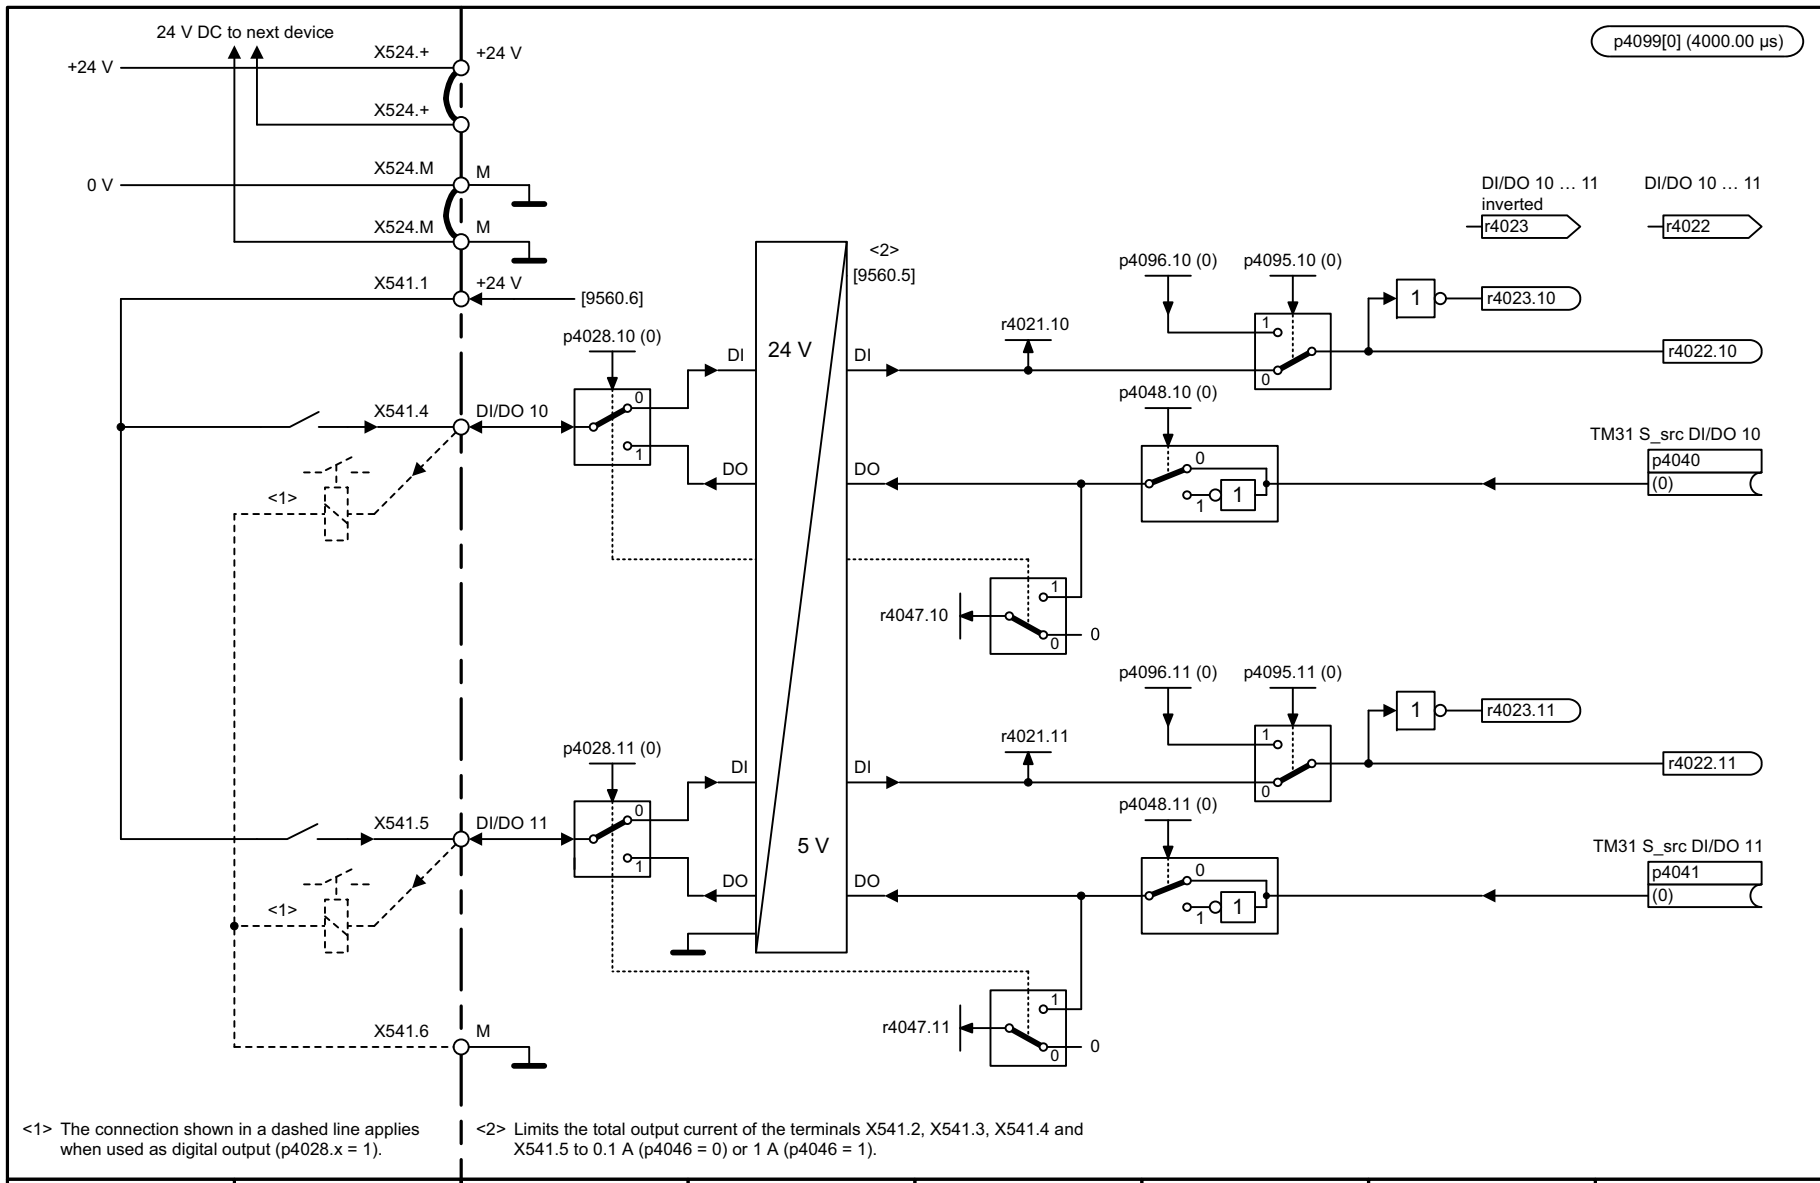 24 V DC to next device
p4099[0] (4000.00 µs)
X524.+
+24 V
+24 V
X524.+
X524.M
M
0 V
X524.M
M
DI/DO 10 … 11
inverted
r4023
DI/DO 10 … 11
r4022
X541.1
+24 V
[9560.6]
<2>
[9560.5]
p4096.10 (0)
p4095.10 (0)
1
r4023.10
p4028.10 (0)
r4021.10
1
0
r4022.10
DI
24 V
DI
p4048.10 (0)
X541.4
DI/DO 10
0
1
DO
DO
0
1
1
TM31 S_src DI/DO 10
p4040
(0)
<1>
r4047.10
1
0
0
p4096.11 (0)
p4095.11 (0)
1
r4023.11
p4028.11 (0)
r4021.11
1
0
r4022.11
DI
DI
p4048.11 (0)
X541.5
DI/DO 11
0
1
5 V
DO
DO
0
1
1
TM31 S_src DI/DO 11
p4041
(0)
<1>
X541.6
M
r4047.11
1
0
0
<1> The connection shown in a dashed line applies
when used as digital output (p4028.x = 1).
<2> Limits the total output current of the terminals X541.2, X541.3, X541.4 and
X541.5 to 0.1 A (p4046 = 0) or 1 A (p4046 = 1).